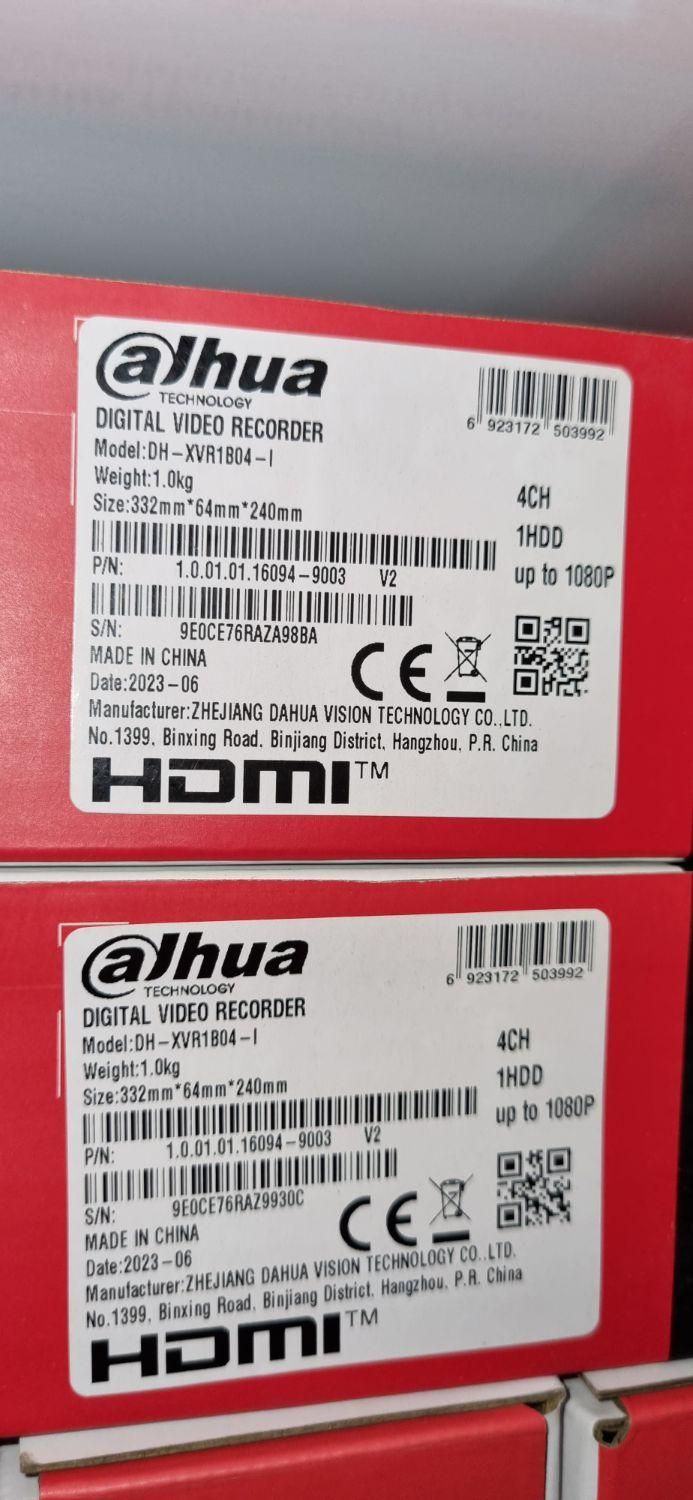 alhua
TECHNOLOGY
DIGITAL VIDEO RECORDER
Model:DH-XVR1B04-I
Weight:1.0kg
Size:332mm*64mm*240mm
6 923172 503992
4CH
1HDD
up to 1080P
P/N: 1.0.01.01.16094-9003 V2
S/N: 9E0CE76RAZA98BA
MADE IN CHINA
Date:2023-06
CE
Manufacturer:ZHEJIANG DAHUA VISION TECHNOLOGY CO.,LTD.
No.1399, Binxing Road, Binjiang District, Hangzhou, P.R. China
HDMI™
alhua
TECHNOLOGY
DIGITAL VIDEO RECORDER
Model:DH-XVR1B04-I
Weight:1.0kg
Size:332mm*64mm*240mm
6 923172 503992
4CH
1HDD
up to 1080P
P/N: 1.0.01.01.16094-9003 V2
S/N: 9E0CE76RAZ9930C
MADE IN CHINA
Date:2023-06
CE
Manufacturer:ZHEJIANG DAHUA VISION TECHNOLOGY CO.,LTD.
No.1399, Binxing Road, Binjiang District, Hangzhou, P.R. China
HDMI™